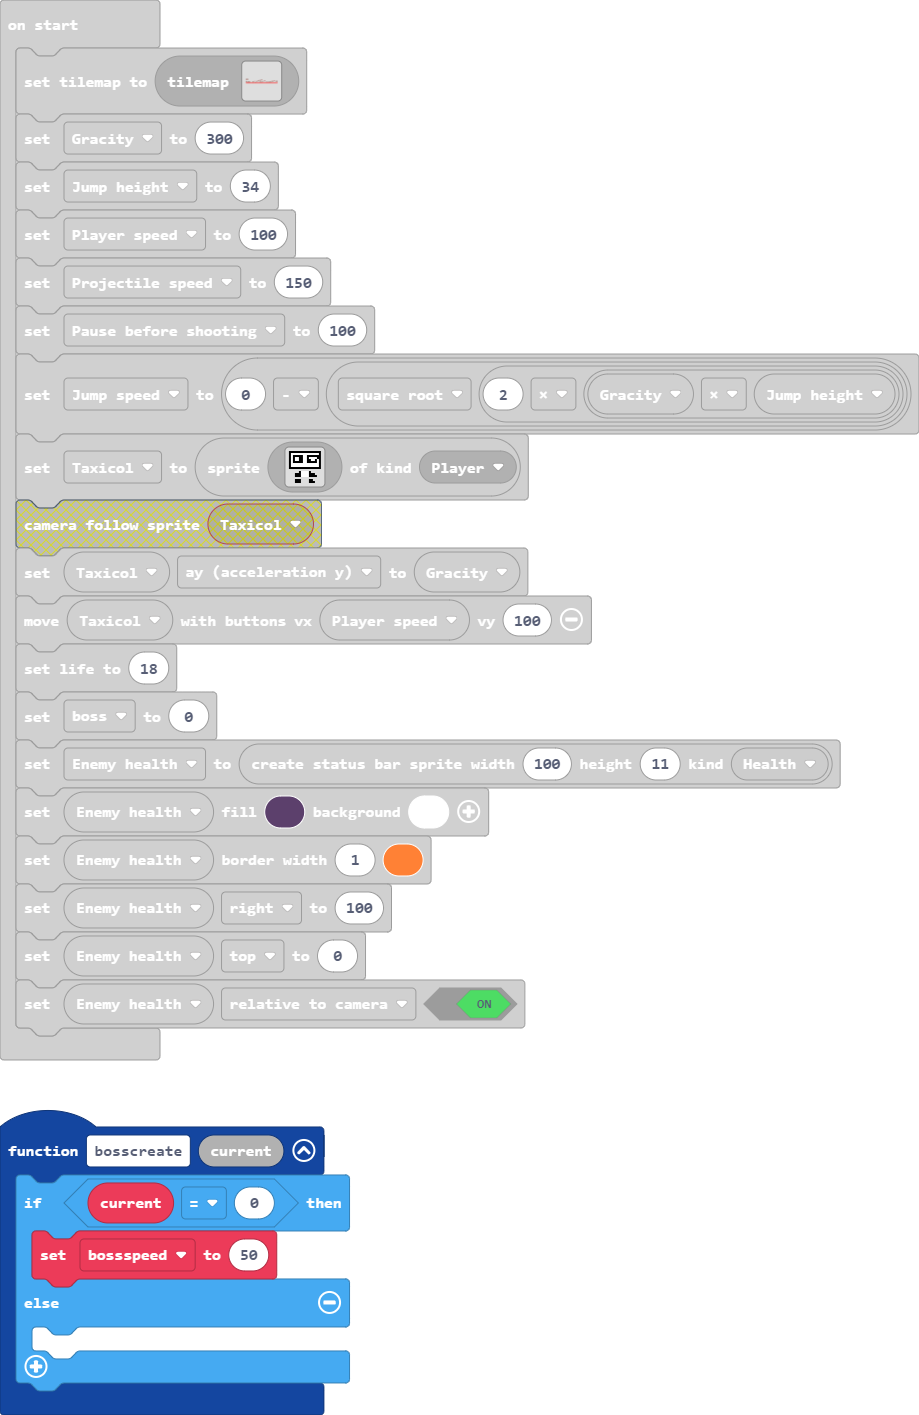 on start
set tilemap to tilemap
set Gracity to 300
set Jump height to 34
set Player speed to 100
set Projectile speed to 150
set Pause before shooting to 100
set Jump speed to 0 - square root 2 × Gracity × Jump height
set Taxicol to sprite of kind Player
camera follow sprite Taxicol
set Taxicol ay (acceleration y) to Gracity
move Taxicol with buttons vx Player speed vy 100
set life to 18
set boss to 0
set Enemy health to create status bar sprite width 100 height 11 kind Health
set Enemy health fill background
set Enemy health border width 1
set Enemy health right to 100
set Enemy health top to 0
set Enemy health relative to camera ON
function bosscreate current
if current = 0 then
set bossspeed to 50
else